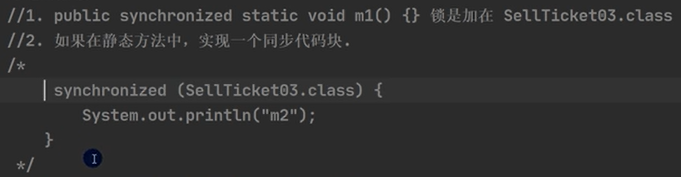 //1. public synchronized static void m1() {} 锁是加在 SellTicket03.class
//2. 如果在静态方法中，实现一个同步代码块.
/*
synchronized (SellTicket03.class) {
System.out.println("m2");
}
*/